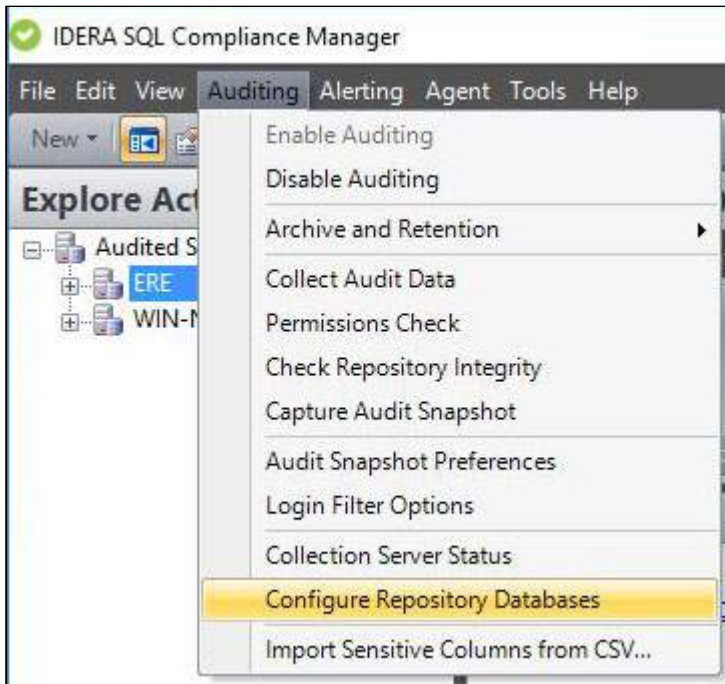 IDERA SQL Compliance Manager
File Edit View Auditing Alerting Agent Tools Help
New
Explore
Audited
ERE
Enable Auditing
Disable Auditing
Archive and Retention
Collect Audit Data
Permissions Check
Check Repository Integrity
Capture Audit Snapshot
Audit Snapshot Preferences
Login Filter Options
Collection Server Status
Configure Repository Databases
Import Sensitive Columns from CSV...